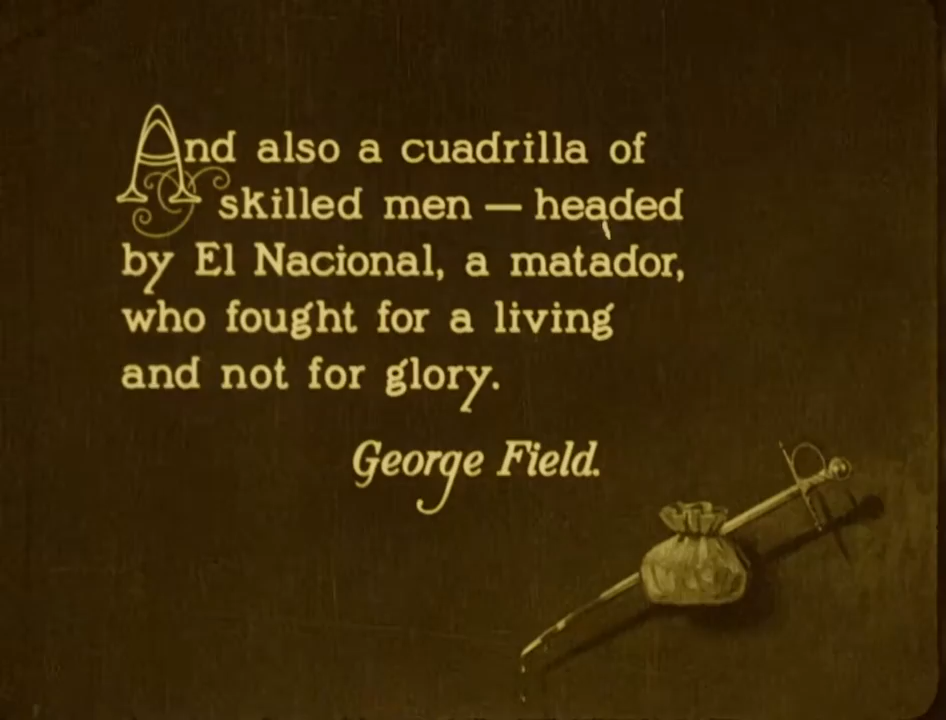 And also a cuadrilla of
skilled men — headed
by El Nacional, a matador,
who fought for a living
and not for glory.
George Field.